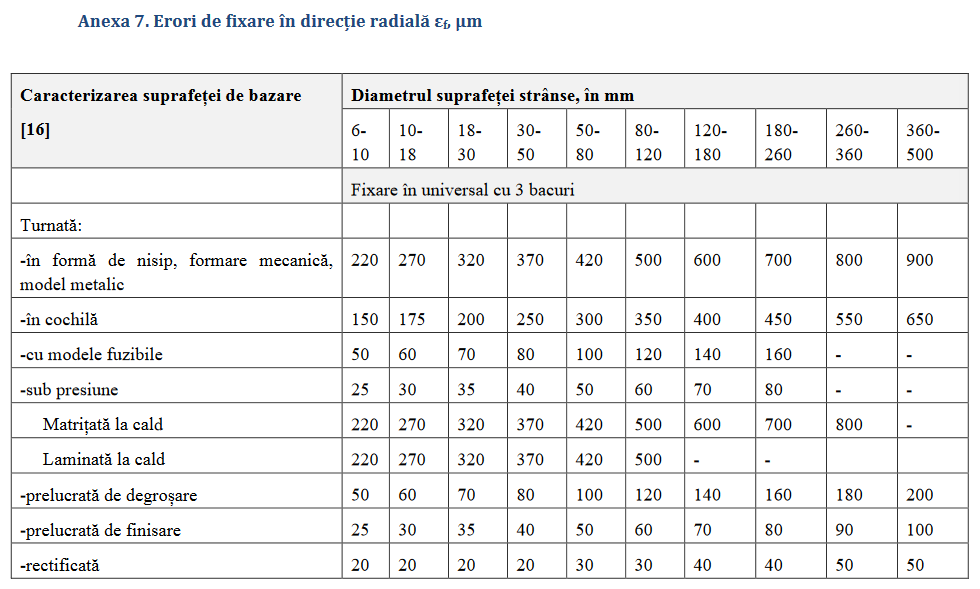 Anexa 7. Erori de fixare în direcție radială εf, μm
Caracterizarea suprafeței de bazare
[16]
Diametrul suprafeței strânse, în mm
6-10 10-18 18-30 30-50 50-80 80-120 120-180 180-260 260-360 360-500
Fixare în universal cu 3 bacuri
Turnată:
-în formă de nisip, formare mecanică, model metalic 220 270 320 370 420 500 600 700 800 900
-în cochilă 150 175 200 250 300 350 400 450 550 650
-cu modele fuzibile 50 60 70 80 100 120 140 160 - -
-sub presiune 25 30 35 40 50 60 70 80 - -
Matrițată la cald 220 270 320 370 420 500 600 700 800 -
Laminată la cald 220 270 320 370 420 500 - -
-prelucrată de degroșare 50 60 70 80 100 120 140 160 180 200
-prelucrată de finisare 25 30 35 40 50 60 70 80 90 100
-rectificată 20 20 20 20 30 30 40 40 50 50